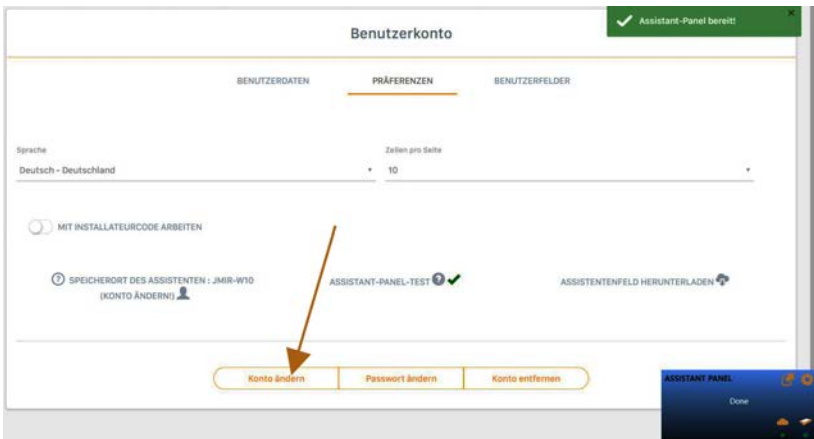 Assistant-Panel bereit!
Benutzerkonto
BENUTZERDATEN PRÄFERENZEN BENUTZERFELDER
Sprache Zeilen pro Seite
Deutsch - Deutschland 10
MIT INSTALLATEURCODE ARBEITEN
SPEICHERORT DES ASSISTENTEN : JMIR-W10 ASSISTANT-PANEL-TEST ASSISTENTENFELD HERUNTERLADEN
(KONTO ÄNDERN!)
Konto ändern Passwort ändern Konto entfernen
ASSISTANT PANEL
Done